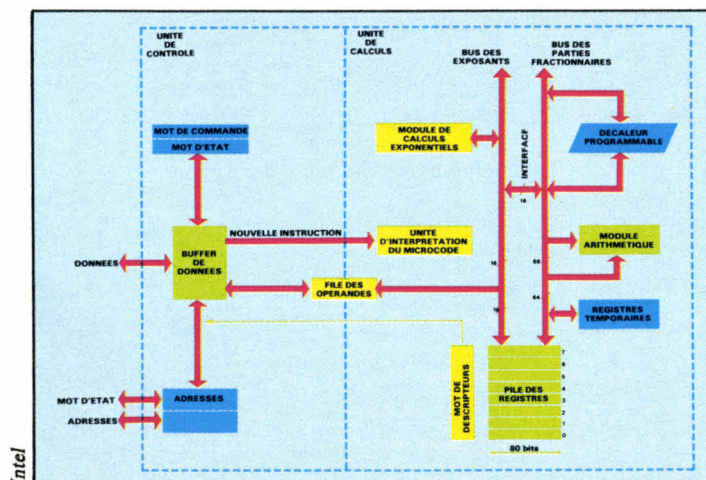 UNITE
DE
CONTROLE
UNITE
DE
CALCULS
BUS DES
EXPOSANTS
BUS DES
PARTIES
FRACTIONNAIRES
MOT DE COMMANDE
MOT D'ETAT
MODULE DE
CALCULS
EXPONENTIELS
INTERFACE
DECALEUR
PROGRAMMABLE
16
NOUVELLE INSTRUCTION
DONNEES
BUFFER
DE
DONNEES
UNITE
D'INTERPRETATION
DU MICROCODE
MODULE
ARITHMETIQUE
16
68
FILE DES
OPERANDES
64
16
REGISTRES
TEMPORAIRES
MOT D'ETAT
ADRESSES
ADRESSES
MOT DE
DESCRIPTEURS
PILE DES
REGISTRES
7
6
5
4
3
2
1
0
80 bits
Intel